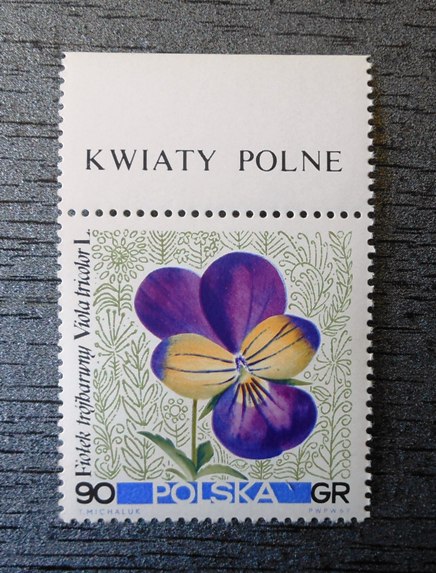 KWIATY POLNE
Fiołek trójbarwny Viola tricolor L.
90 POLSKA GR
T. MICHALUK PWPW 67